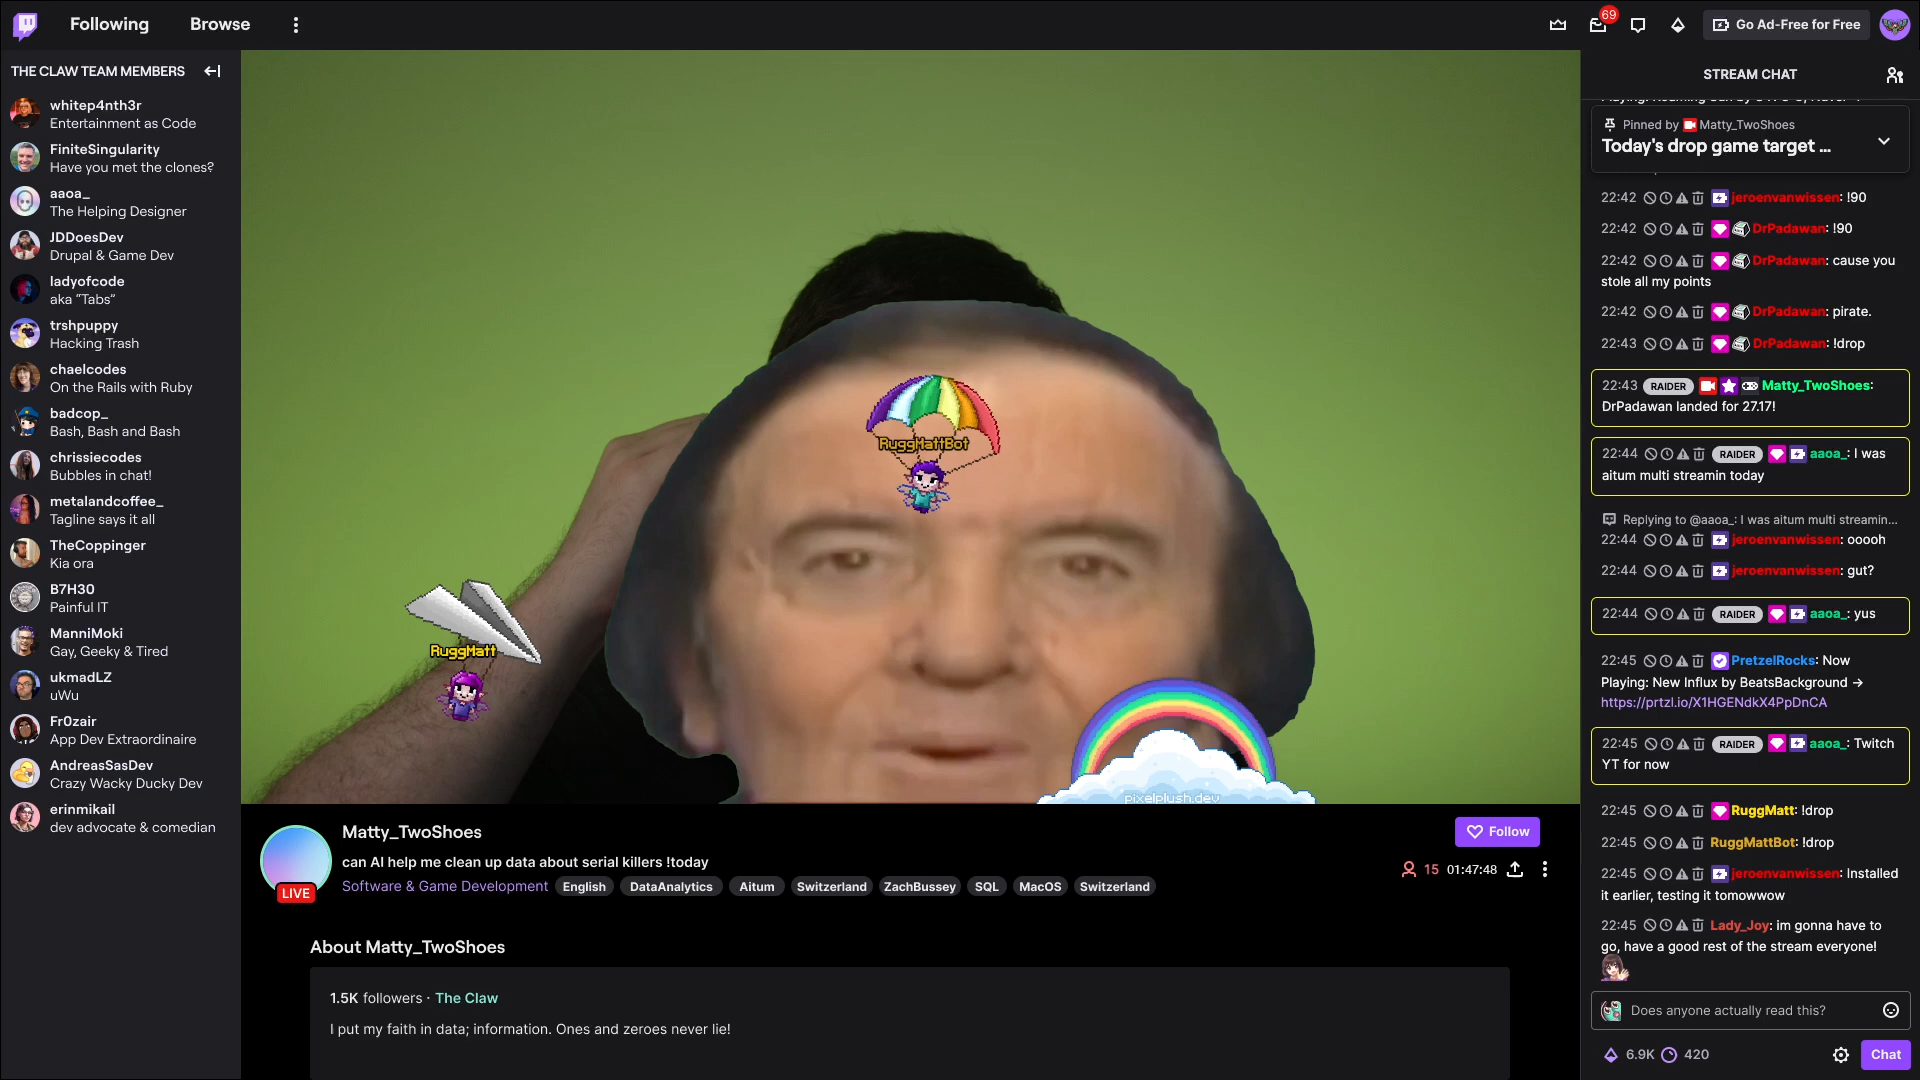 Following
Browse
69
Go Ad-Free for Free
THE CLAW TEAM MEMBERS
whitep4nth3r
Entertainment as Code
FiniteSingularity
Have you met the clones?
aaoa_
The Helping Designer
JDDoesDev
Drupal & Game Dev
ladyofcode
aka “Tabs”
trshpuppy
Hacking Trash
chaelcodes
On the Rails with Ruby
badcop_
Bash, Bash and Bash
chrissiecodes
Bubbles in chat!
metalandcoffee_
Tagline says it all
TheCoppinger
Kia ora
B7H30
Painful IT
ManniMoki
Gay, Geeky & Tired
ukmadLZ
uWu
Fr0zair
App Dev Extraordinaire
AndreasSasDev
Crazy Wacky Ducky Dev
erinmikail
dev advocate & comedian
RuggMattBot
RuggMatt
pixelplush.dev
LIVE
Matty_TwoShoes
can AI help me clean up data about serial killers !today
Software & Game Development English DataAnalytics Aitum Switzerland ZachBussey SQL MacOS Switzerland
Follow
15 01:47:48
About Matty_TwoShoes
1.5K followers · The Claw
I put my faith in data; information. Ones and zeroes never lie!
STREAM CHAT
Pinned by Matty_TwoShoes
Today's drop game target ...
22:42 jeroenvanwissen: !90
22:42 DrPadawan: !90
22:42 DrPadawan: cause you
stole all my points
22:42 DrPadawan: pirate.
22:43 DrPadawan: !drop
22:43 RAIDER Matty_TwoShoes:
DrPadawan landed for 27.17!
22:44 RAIDER aaoa_: I was
aitum multi streamin today
Replying to @aaoa_: I was aitum multi streamin...
22:44 jeroenvanwissen: ooooh
22:44 jeroenvanwissen: gut?
22:44 RAIDER aaoa_: yus
22:45 PretzelRocks: Now
Playing: New Influx by BeatsBackground ->
https://prtzl.io/X1HGENdkX4PpDnCA
22:45 RAIDER aaoa_: Twitch
YT for now
22:45 RuggMatt: !drop
22:45 RuggMattBot: !drop
22:45 jeroenvanwissen: Installed
it earlier, testing it tomowwow
22:45 Lady_Joy: im gonna have to
go, have a good rest of the stream everyone!
Does anyone actually read this?
6.9K 420
Chat